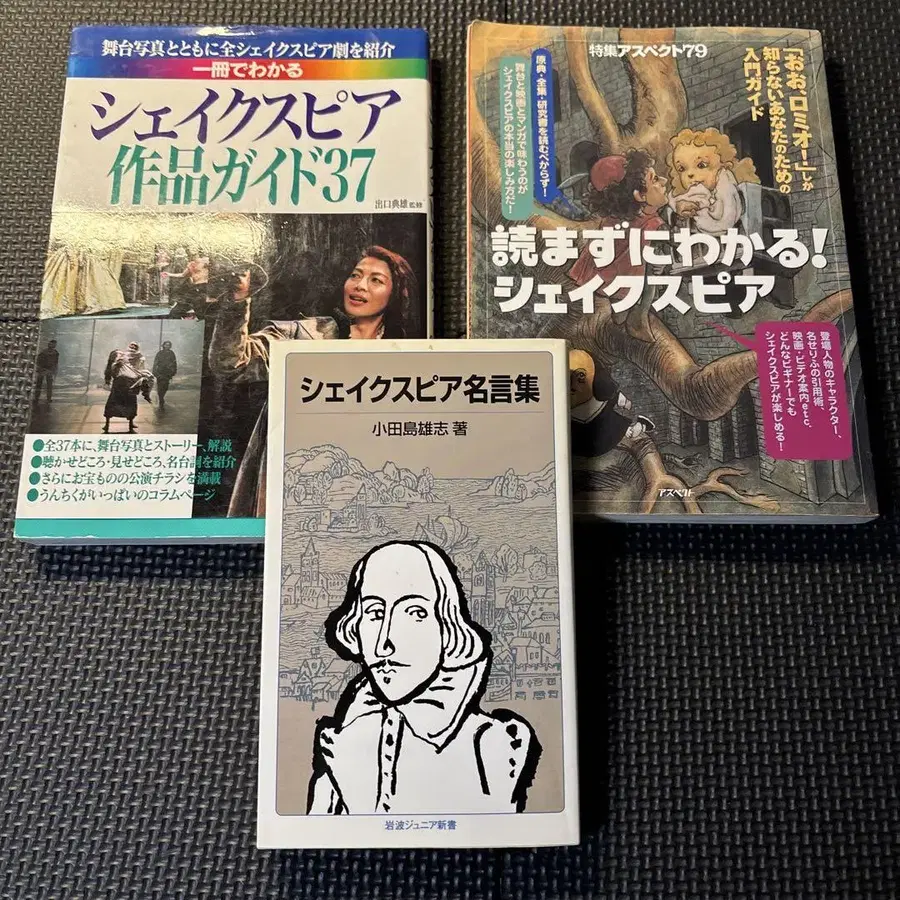 舞台写真とともに全シェイクスピア劇を紹介
一冊でわかる
シェイクスピア
作品ガイド37
出口典雄 監修
●全37本に、舞台写真とストーリー、解説
●聴かせどころ・見せどころ、名台詞を紹介
●さらにお宝ものの公演チラシを満載
●うんちくがいっぱいのコラムページ
特集アスペクト79
「おお、ロミオ!」しか
知らないあなたのための
入門ガイド
原典・全集・研究書を読むべからず!
舞台と映画とマンガで味わうのが
シェイクスピアの本当の楽しみ方だ!
読まずにわかる!
シェイクスピア
登場人物のキャラクター、
名せりふの引用術、
映画・ビデオ案内etc.
どんなビギナーでも
シェイクスピアが楽しめる!
アスペクト
シェイクスピア名言集
小田島雄志 著
岩波ジュニア新書